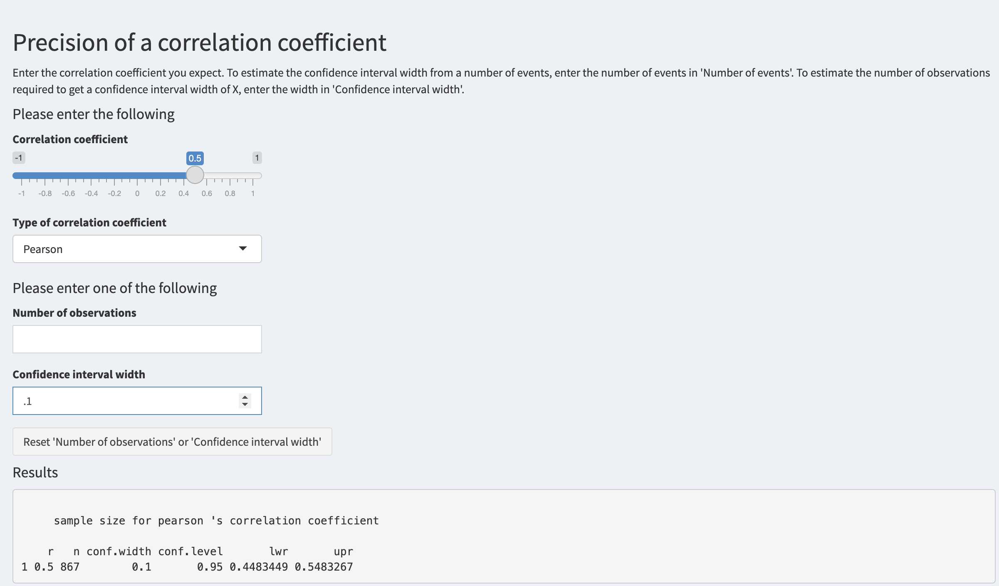 Precision of a correlation coefficient
Enter the correlation coefficient you expect. To estimate the confidence interval width from a number of events, enter the number of events in 'Number of events'. To estimate the number of observations
required to get a confidence interval width of X, enter the width in 'Confidence interval width'.
Please enter the following
Correlation coefficient
-1 0.5 1
-1 -0.8 -0.6 -0.4 -0.2 0 0.2 0.4 0.6 0.8 1
Type of correlation coefficient
Pearson
Please enter one of the following
Number of observations
Confidence interval width
.1
Reset 'Number of observations' or 'Confidence interval width'
Results
sample size for pearson 's correlation coefficient
r n conf.width conf.level lwr upr
1 0.5 867 0.1 0.95 0.4483449 0.5483267